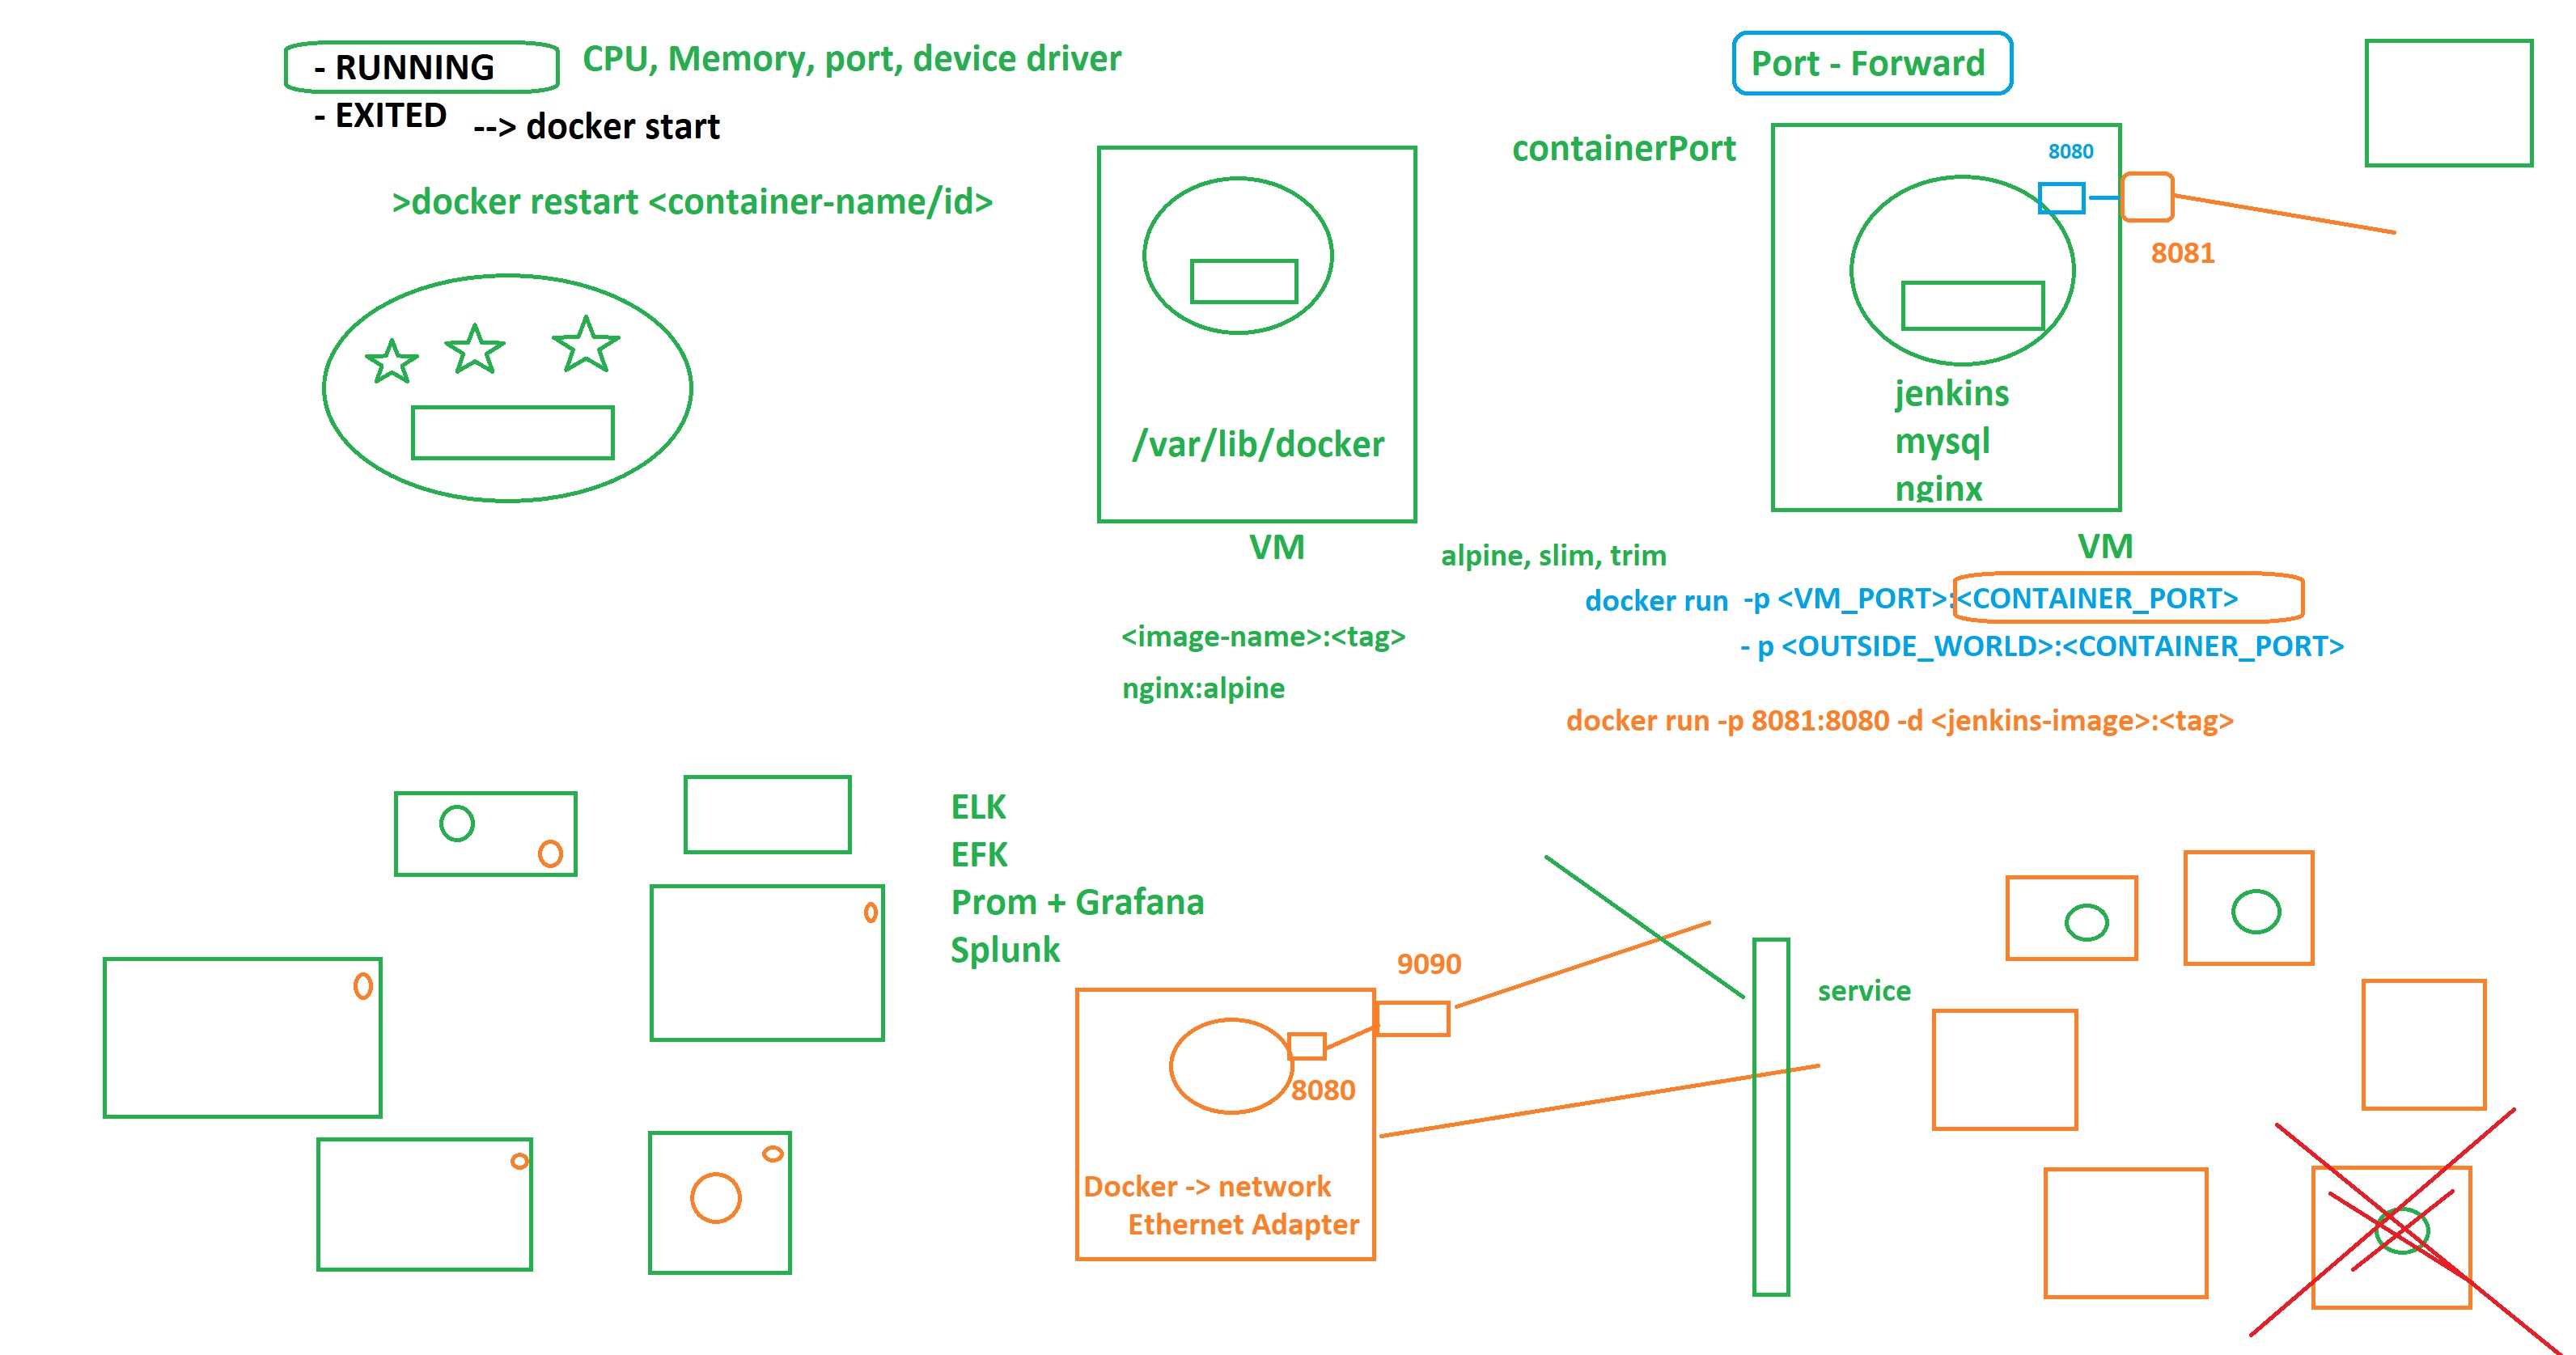 - RUNNING
CPU, Memory, port, device driver
- EXITED
--> docker start
>docker restart <container-name/id>
/var/lib/docker
VM
Port - Forward
containerPort
8080
8081
jenkins
mysql
nginx
VM
alpine, slim, trim
docker run -p <VM_PORT>:<CONTAINER_PORT>
- p <OUTSIDE_WORLD>:<CONTAINER_PORT>
<image-name>:<tag>
nginx:alpine
docker run -p 8081:8080 -d <jenkins-image>:<tag>
ELK
EFK
Prom + Grafana
Splunk
9090
8080
Docker -> network
Ethernet Adapter
service